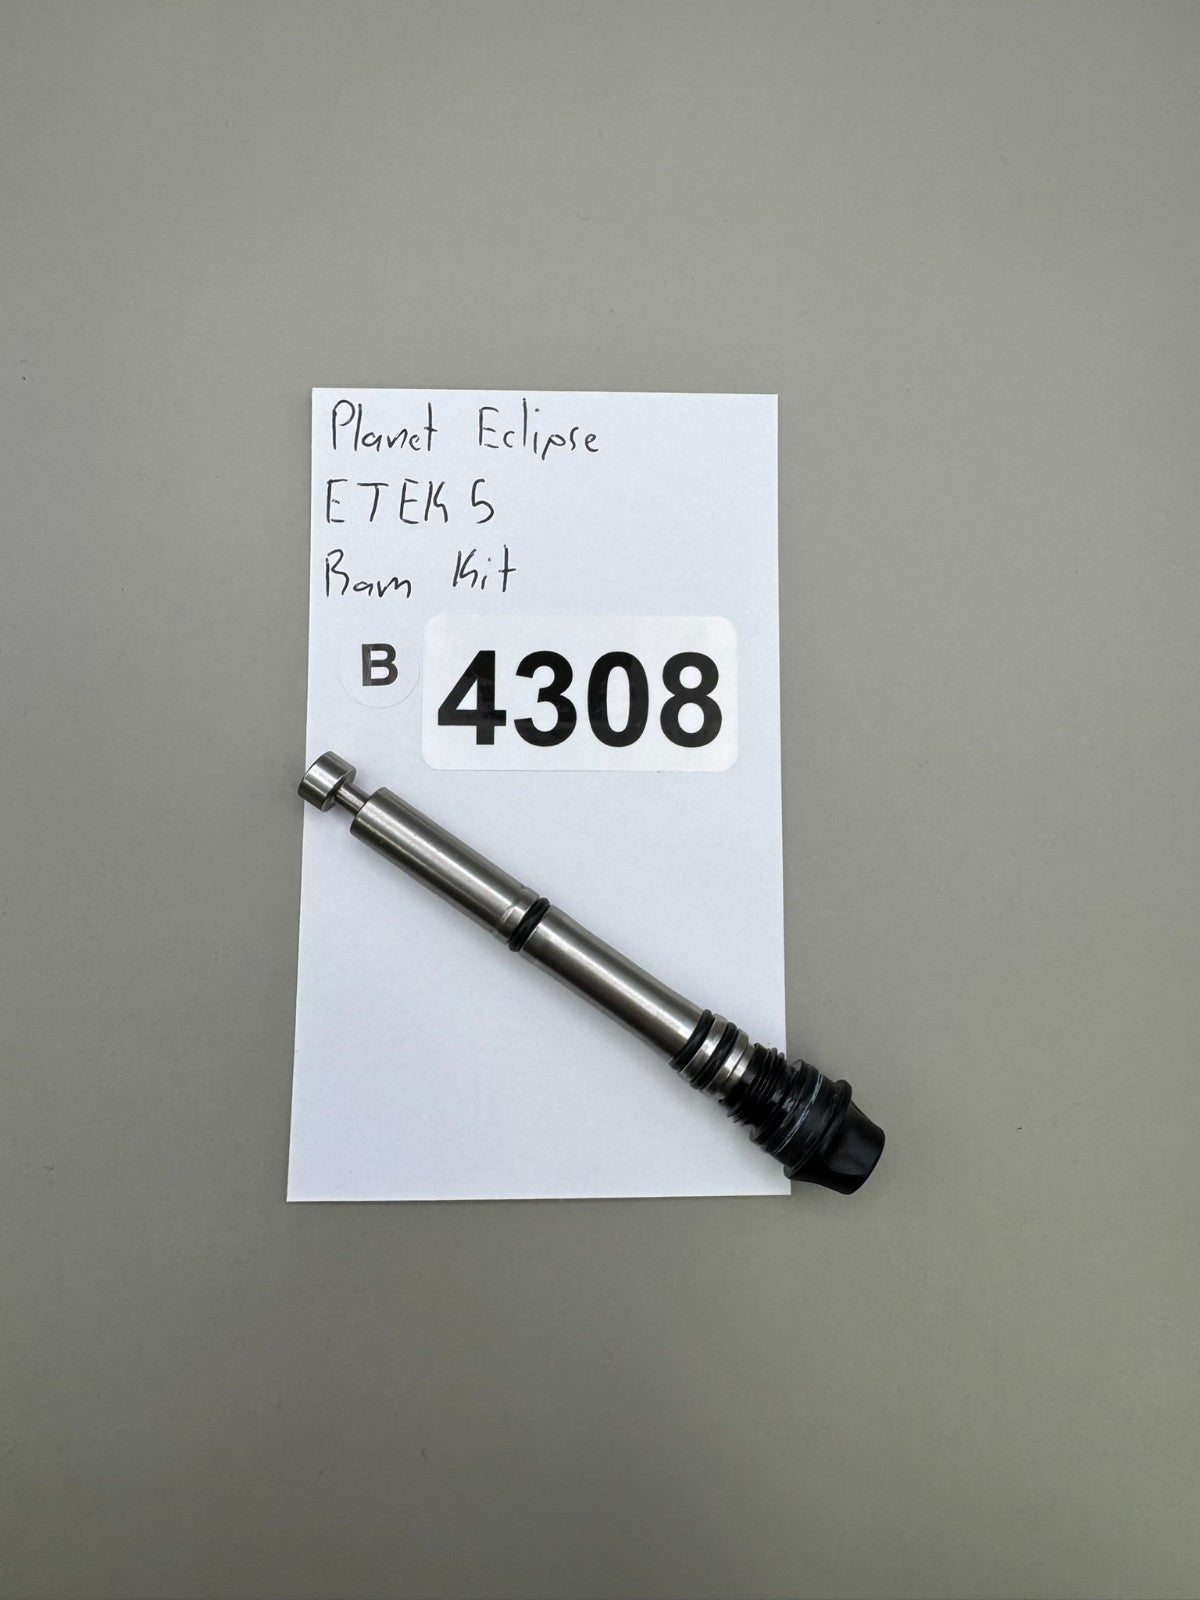 Planet Eclipse
ETEK 5
Ram Kit
B 4308